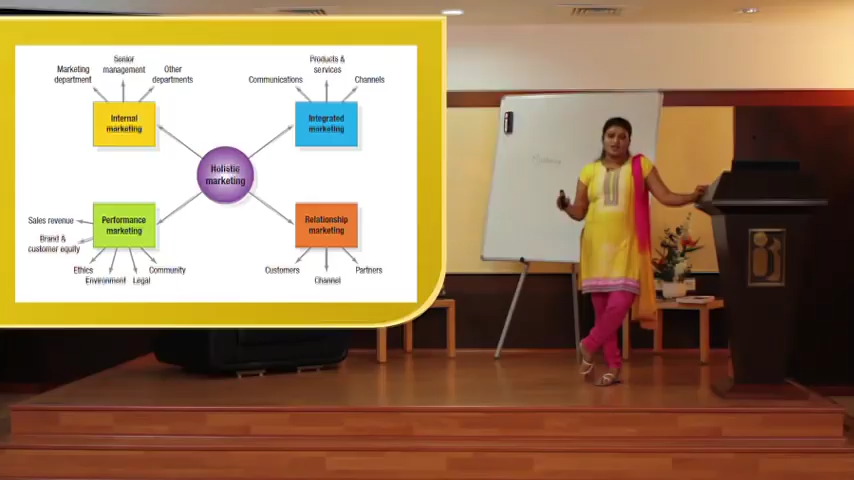 Senior
management
Marketing
department
Other
departments
Internal
marketing
Products &
services
Communications
Channels
Integrated
marketing
Holistic
marketing
Sales revenue
Brand &
customer equity
Performance
marketing
Ethics
Environment
Legal
Community
Relationship
marketing
Customers
Channel
Partners